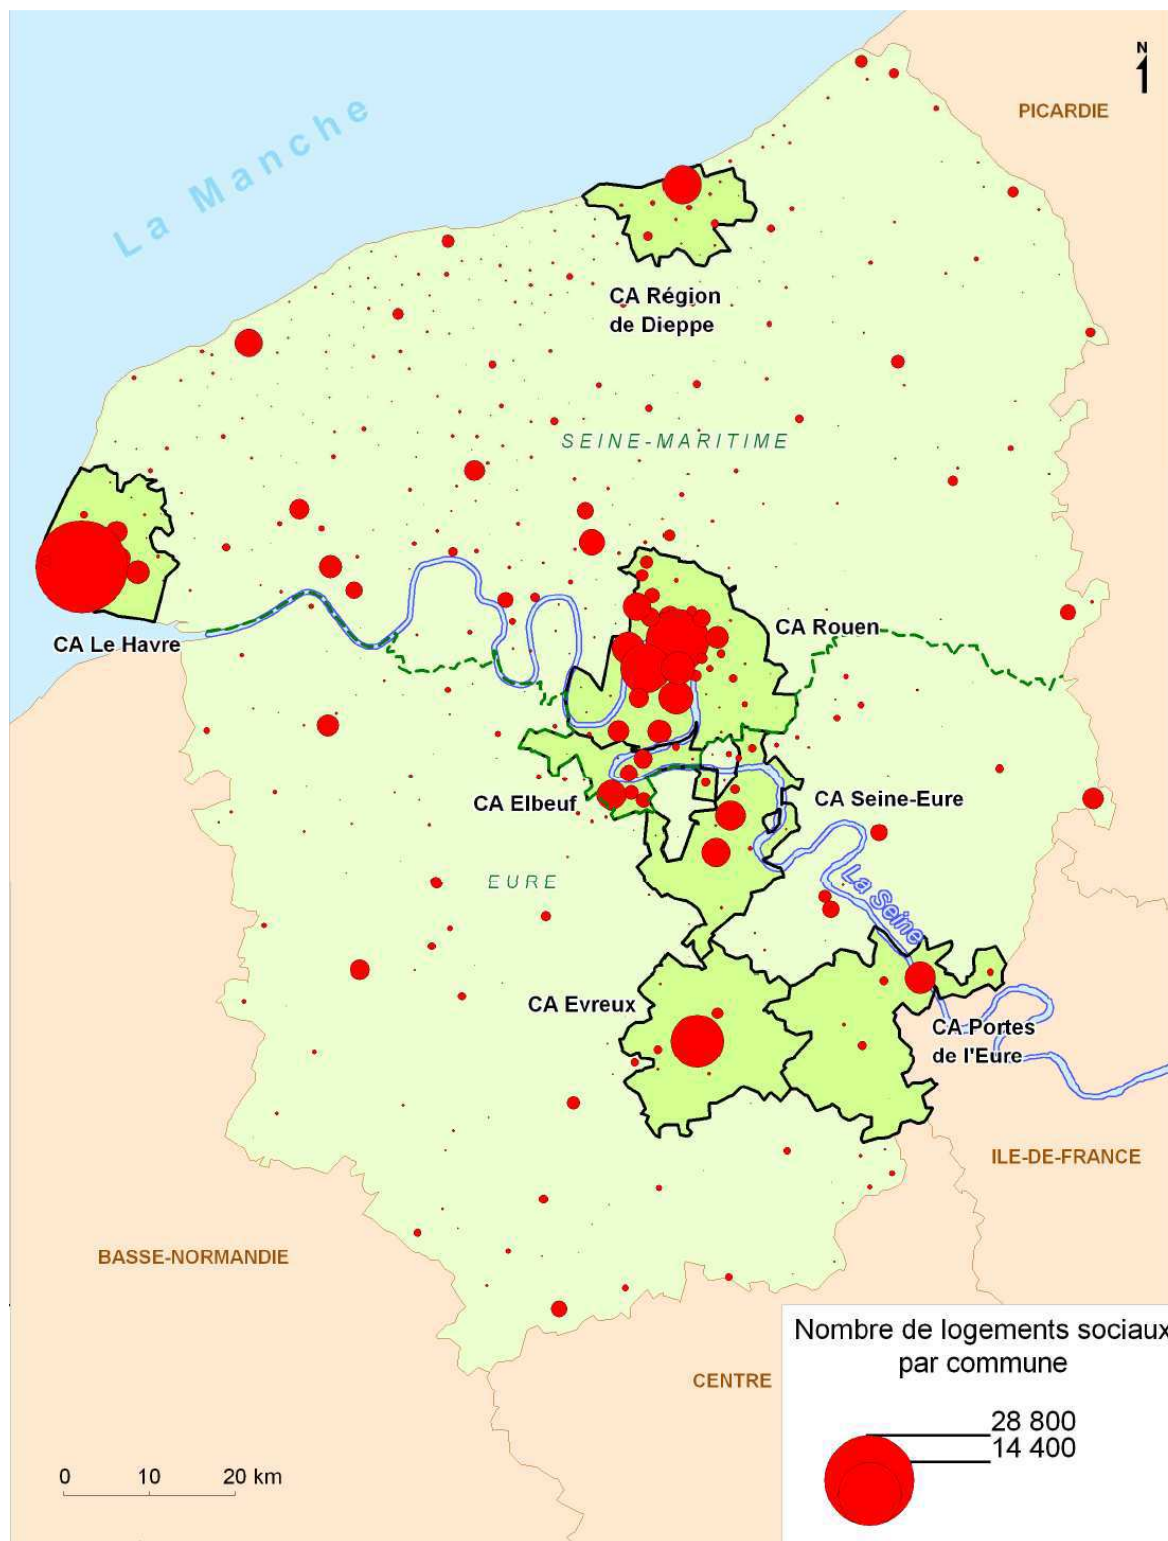 N
PICARDIE
La Manche
CA Région
de Dieppe
SEINE-MARITIME
CA Le Havre
CA Rouen
CA Elbeuf
CA Seine-Eure
EURE
La Seine
CA Evreux
CA Portes
de l'Eure
ILE-DE-FRANCE
BASSE-NORMANDIE
CENTRE
Nombre de logements sociaux
par commune
28 800
14 400
0 10 20 km